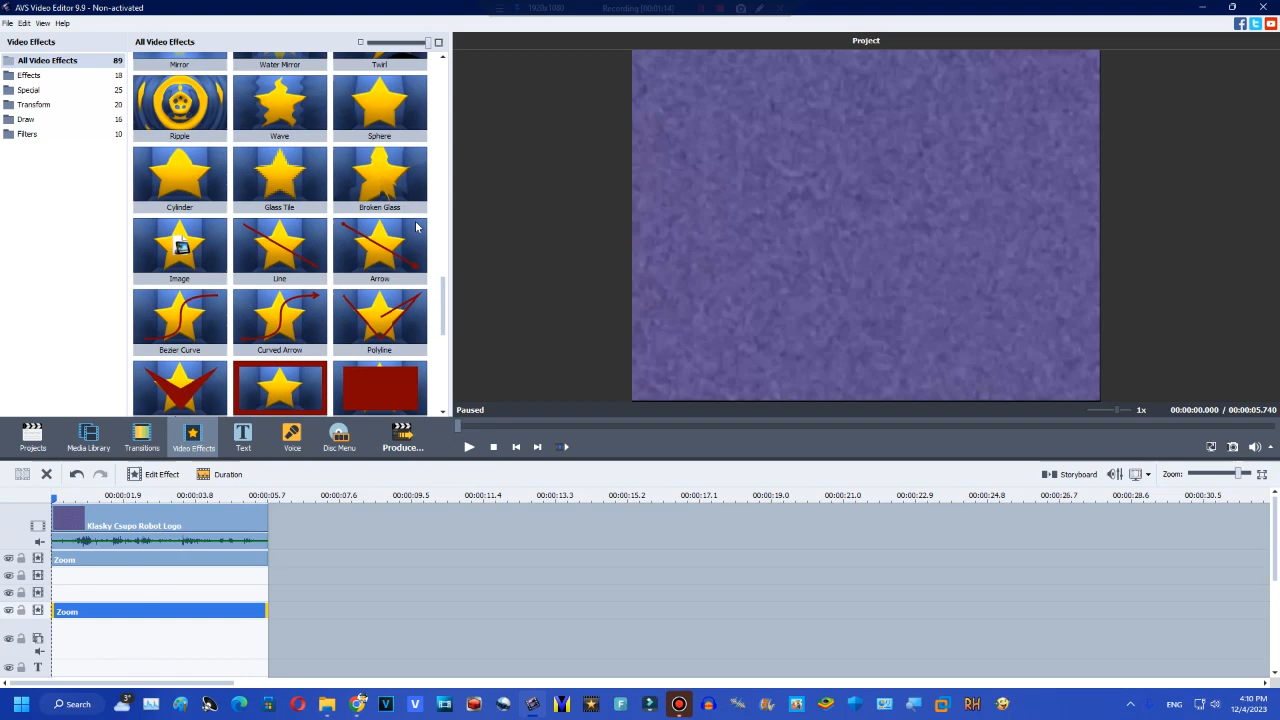 AVS Video Editor 9.9 - Non-activated
1920x1080
Recording [00:01:14]
File Edit View Help
Video Effects
All Video Effects
Project
All Video Effects 89
Effects 18
Special 25
Transform 20
Draw 16
Filters 10
Mirror Water Mirror Twirl
Ripple Wave Sphere
Cylinder Glass Tile Broken Glass
Image Line Arrow
Bezier Curve Curved Arrow Polyline
Paused
1x
00:00:00.000 / 00:00:05.740
Projects Media Library Transitions Video Effects Text Voice Disc Menu Produce...
Edit Effect Duration
Storyboard
Zoom:
00:00:01.9 00:00:03.8 00:00:05.7 00:00:07.6 00:00:09.5 00:00:11.4 00:00:13.3 00:00:15.2 00:00:17.1 00:00:19.0 00:00:21.0 00:00:22.9 00:00:24.8 00:00:26.7 00:00:28.6 00:00:30.5
Klasky Csupo Robot Logo
Zoom
Zoom
T
Search
3°
ENG
4:10 PM
12/4/2023